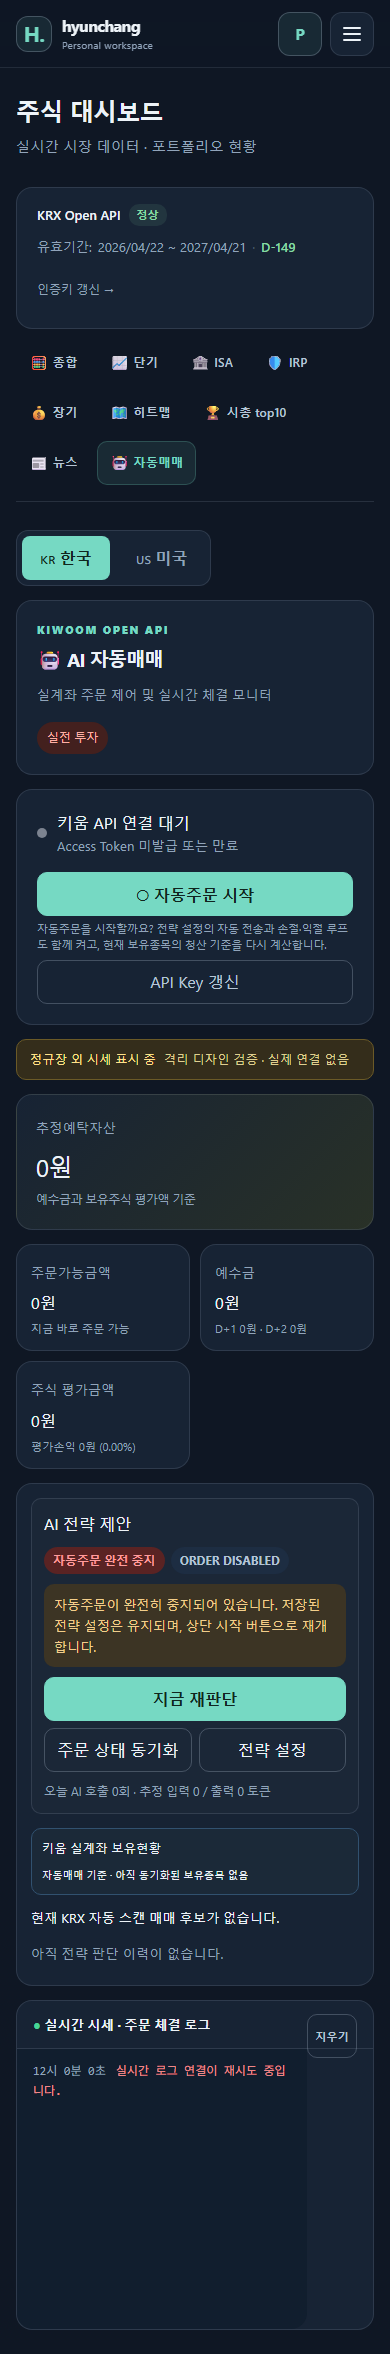 H.
hyunchang
Personal workspace
P
주식 대시보드
실시간 시장 데이터 · 포트폴리오 현황
KRX Open API 정상
유효기간: 2026/04/22 ~ 2027/04/21 · D-149
인증키 갱신 →
종합 단기 ISA IRP
장기 히트맵 시총 top10
뉴스 자동매매
KR 한국 US 미국
KIWOOM OPEN API
AI 자동매매
실계좌 주문 제어 및 실시간 체결 모니터
실전 투자
키움 API 연결 대기
Access Token 미발급 또는 만료
○ 자동주문 시작
자동주문을 시작할까요? 전략 설정의 자동 전송과 손절·익절 루프
도 함께 켜고, 현재 보유종목의 청산 기준을 다시 계산합니다.
API Key 갱신
정규장 외 시세 표시 중 격리 디자인 검증 · 실제 연결 없음
추정예탁자산
0원
예수금과 보유주식 평가액 기준
주문가능금액
0원
지금 바로 주문 가능
예수금
0원
D+1 0원 · D+2 0원
주식 평가금액
0원
평가손익 0원 (0.00%)
AI 전략 제안
자동주문 완전 중지 ORDER DISABLED
자동주문이 완전히 중지되어 있습니다. 저장된
전략 설정은 유지되며, 상단 시작 버튼으로 재개
합니다.
지금 재판단
주문 상태 동기화 전략 설정
오늘 AI 호출 0회 · 추정 입력 0 / 출력 0 토큰
키움 실계좌 보유현황
자동매매 기준 · 아직 동기화된 보유종목 없음
현재 KRX 자동 스캔 매매 후보가 없습니다.
아직 전략 판단 이력이 없습니다.
실시간 시세 · 주문 체결 로그
지우기
12시 0분 0초 실시간 로그 연결이 재시도 중입
니다.